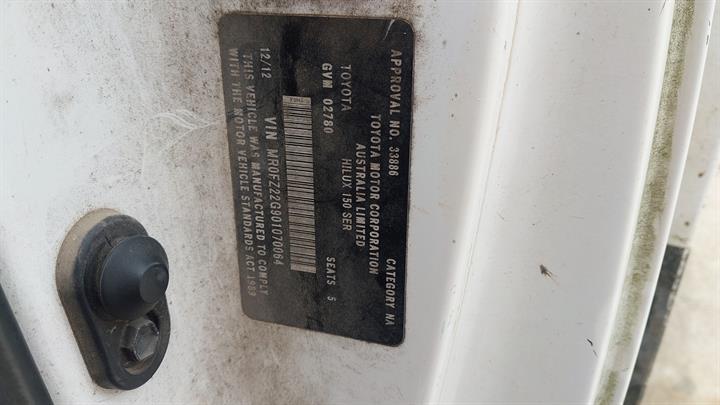 APPROVAL NO. 33886 CATEGORY NA
TOYOTA MOTOR CORPORATION
AUSTRALIA LIMITED
TOYOTA HILUX 150 SER
GVM 02780 SEATS 5
VIN MR0FZ22G901070064
12/12
THIS VEHICLE WAS MANUFACTURED TO COMPLY
WITH THE MOTOR VEHICLE STANDARDS ACT 1989